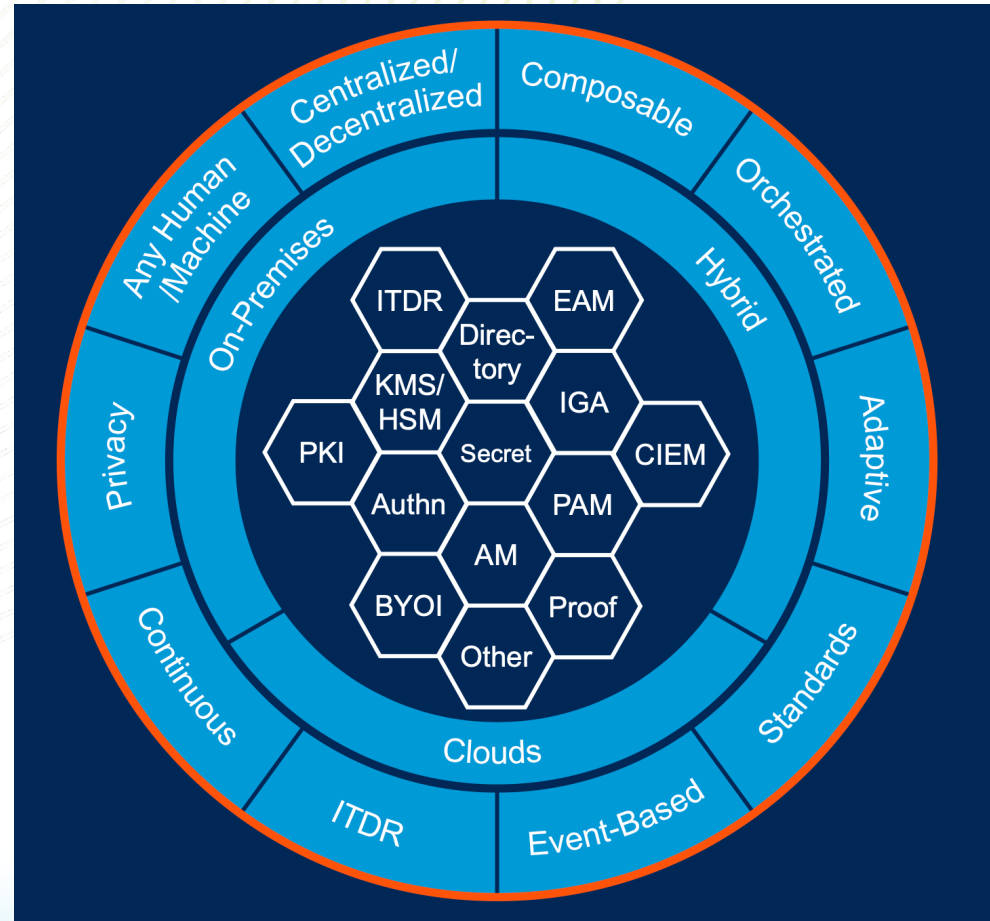 Centralized/
Decentralized
Composable
Orchestrated
Adaptive
Standards
Event-Based
ITDR
Continuous
Privacy
Any Human
/Machine
On-Premises
Hybrid
Clouds
ITDR
EAM
Direc-
tory
KMS/
HSM
IGA
PKI
Secret
CIEM
Authn
PAM
AM
BYOI
Proof
Other